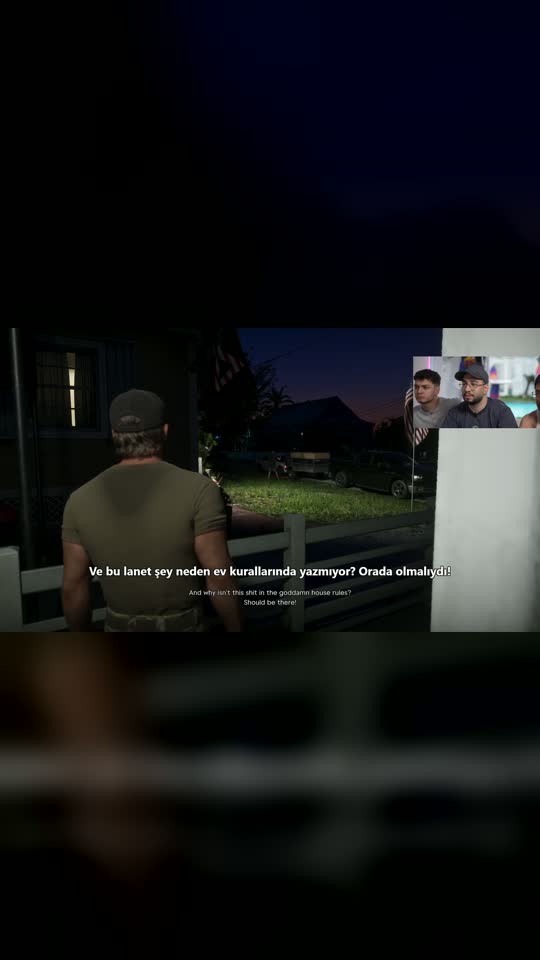 Ve bu lanet şey neden ev kurallarında yazmıyor? Orada olmalıydı!
And why isn't this shit in the goddamn house rules?
Should be there!